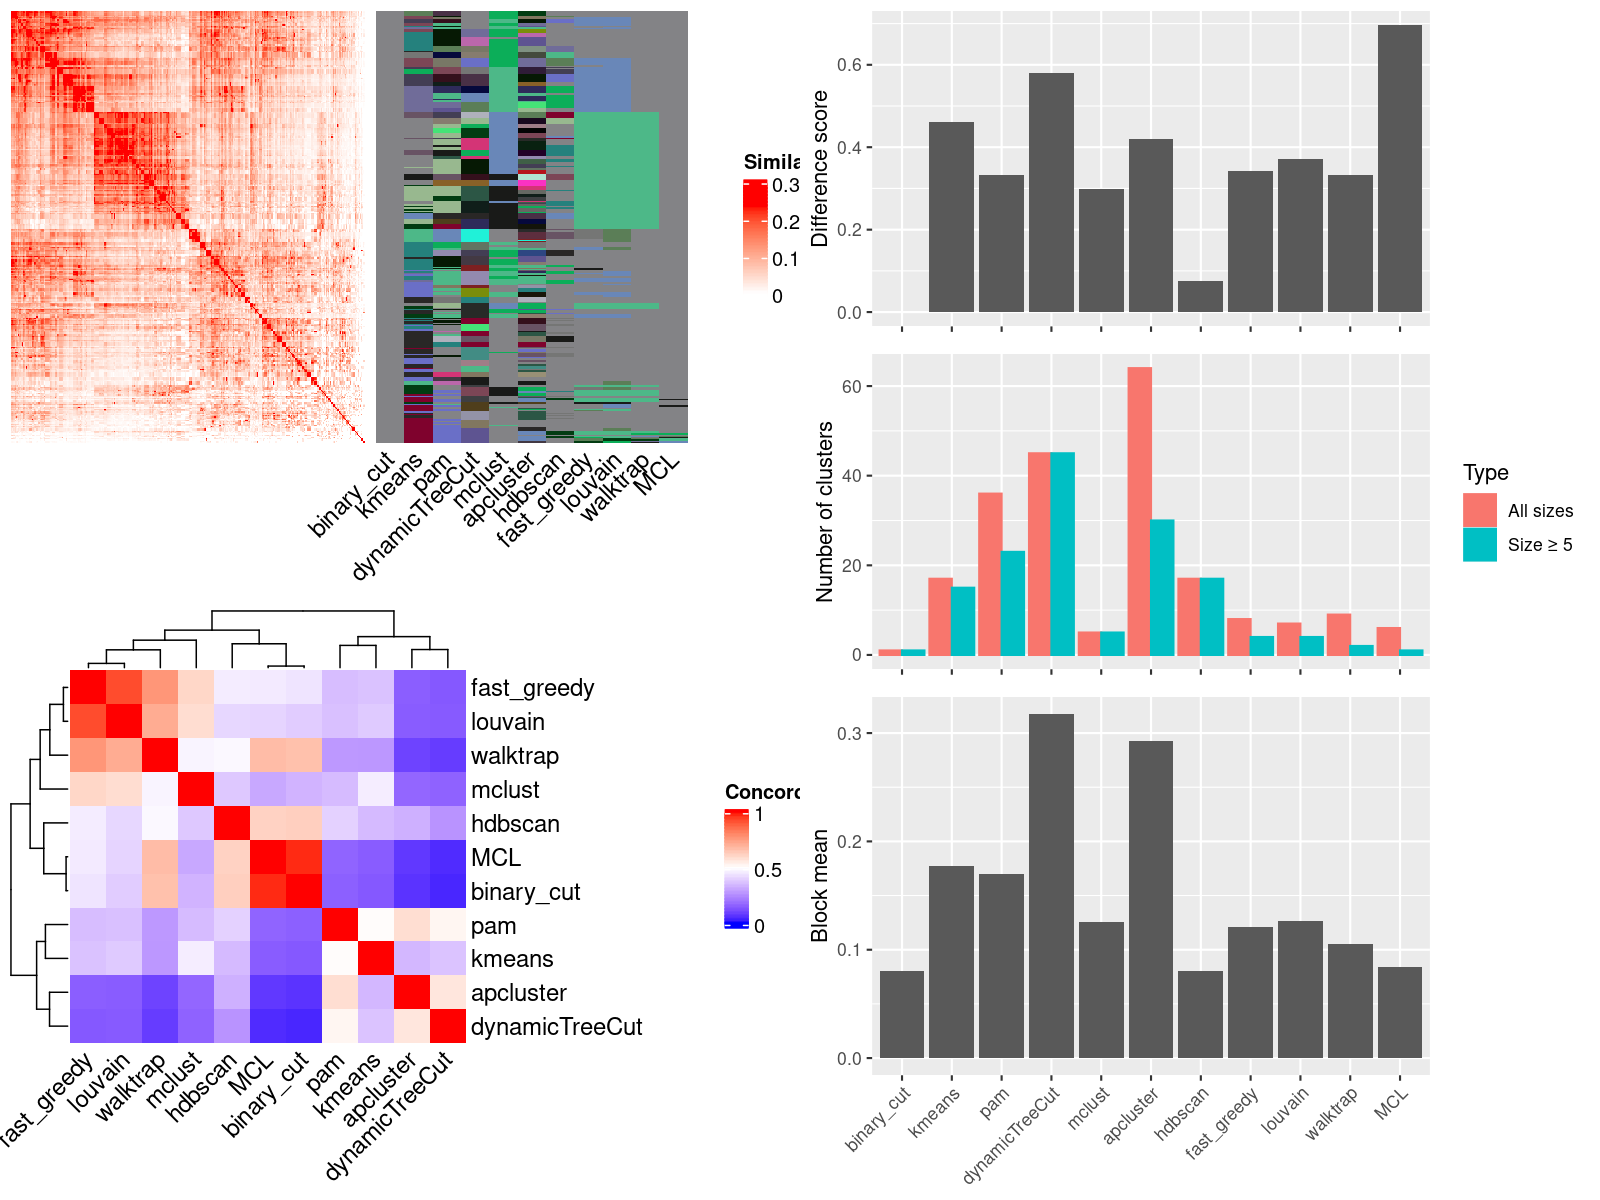 Simila
0.3
0.2
0.1
0
binary_cut
kmeans
pam
dynamicTreeCut
mclust
apcluster
hdbscan
fast_greedy
louvain
walktrap
MCL
fast_greedy
louvain
walktrap
mclust
hdbscan
MCL
binary_cut
pam
kmeans
apcluster
dynamicTreeCut
fast_greedy
louvain
walktrap
mclust
hdbscan
MCL
binary_cut
pam
kmeans
apcluster
dynamicTreeCut
Concord
1
0.5
0
Difference score
0.6
0.4
0.2
0.0
Number of clusters
60
40
20
0
Type
All sizes
Size ≥ 5
Block mean
0.3
0.2
0.1
0.0
binary_cut
kmeans
pam
dynamicTreeCut
mclust
apcluster
hdbscan
fast_greedy
louvain
walktrap
MCL